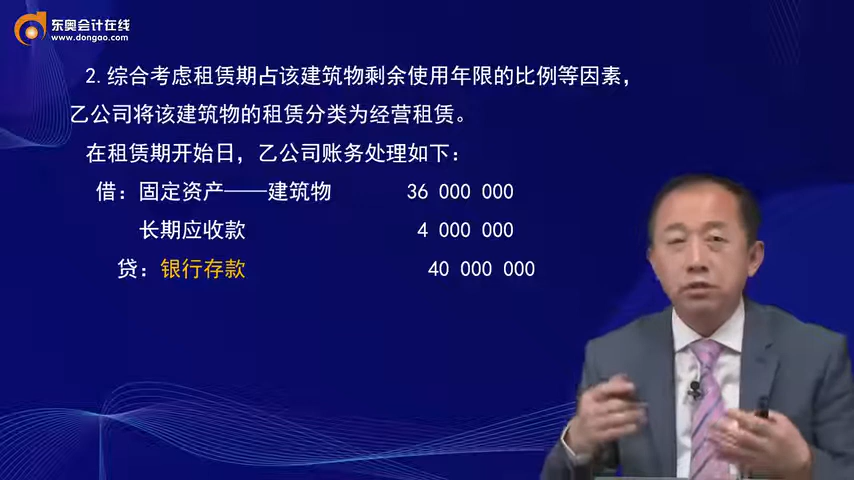 东奥会计在线
www.dongao.com
2.综合考虑租赁期占该建筑物剩余使用年限的比例等因素，
乙公司将该建筑物的租赁分类为经营租赁。
在租赁期开始日，乙公司账务处理如下：
借：固定资产——建筑物 36 000 000
长期应收款 4 000 000
贷：银行存款 40 000 000